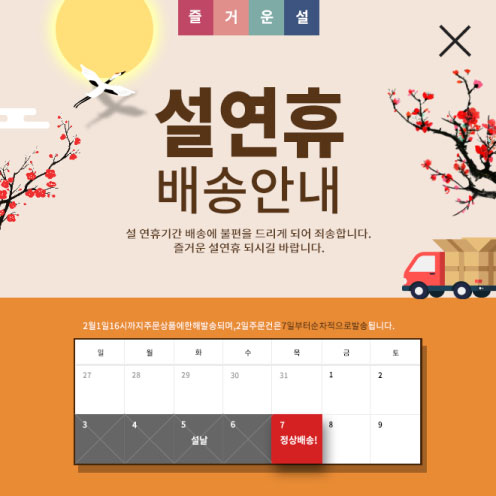 즐거운설
설연휴
배송안내
설 연휴기간 배송에 불편을 드리게 되어 죄송합니다.
즐거운 설연휴 되시길 바랍니다.
2월1일16시까지주문상품에한해발송되며,2일주문건은7일부터순차적으로발송됩니다.
일 월 화 수 목 금 토
27 28 29 30 31 1 2
3 4 5 6 7 8 9
설날 정상배송!